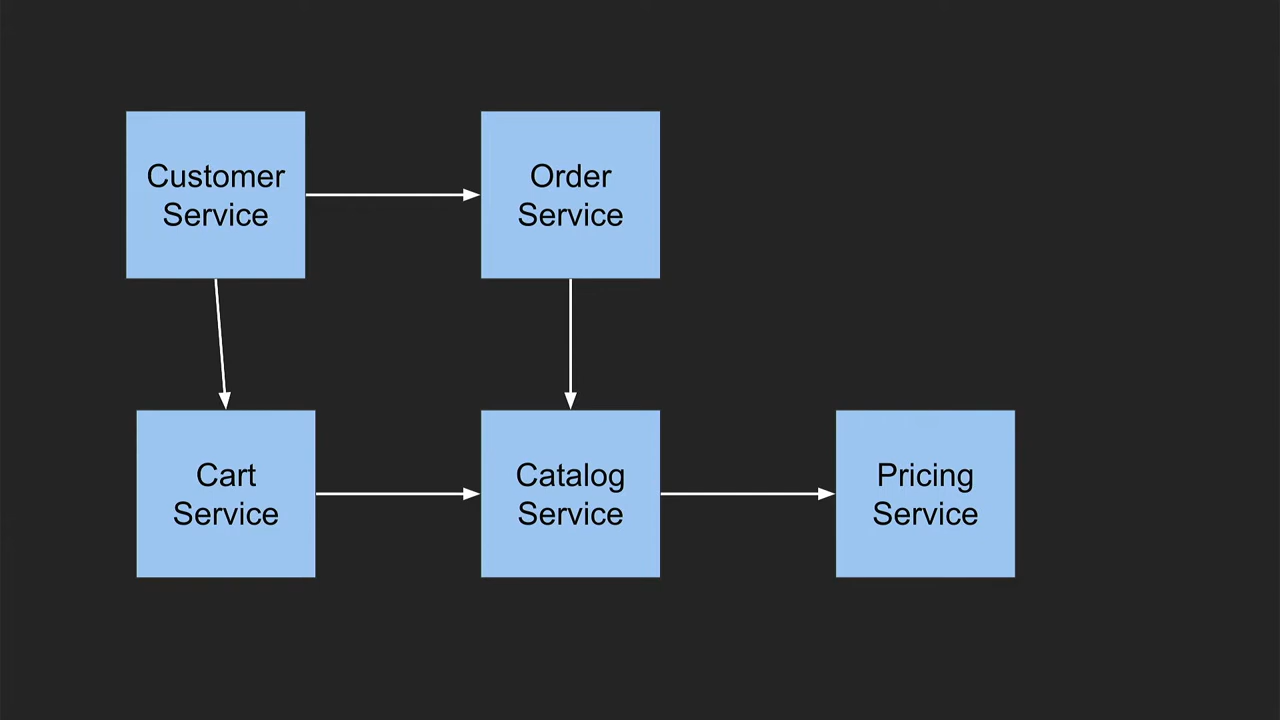 Customer
Service
Order
Service
Cart
Service
Catalog
Service
Pricing
Service